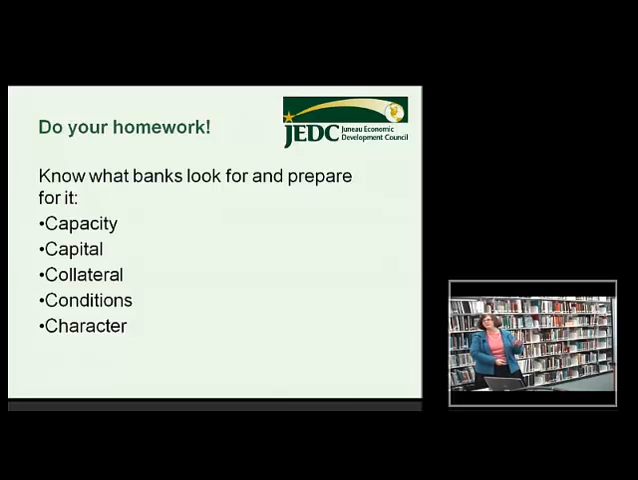 Do your homework!
JEDC
Juneau Economic
Development Council
Know what banks look for and prepare
for it:
•Capacity
•Capital
•Collateral
•Conditions
•Character